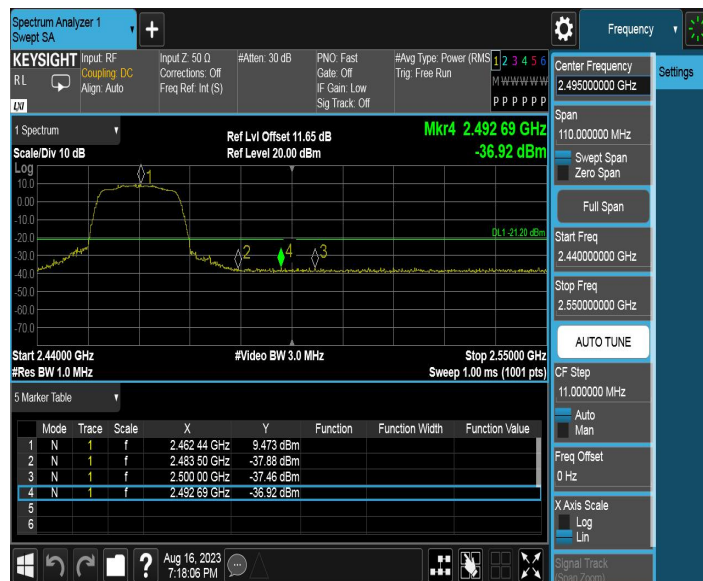 Spectrum Analyzer 1
Swept SA
+
KEYSIGHT
RL
LXI
Input: RF
Coupling: DC
Align: Auto
Input Z: 50 Ω
Corrections: Off
Freq Ref: Int (S)
#Atten: 30 dB
PNO: Fast
Gate: Off
IF Gain: Low
Sig Track: Off
#Avg Type: Power (RMS
Trig: Free Run
1 2 3 4 5 6
M W W W W W
P P P P P P
1 Spectrum
Scale/Div 10 dB
Ref Lvl Offset 11.65 dB
Ref Level 20.00 dBm
Mkr4 2.492 69 GHz
-36.92 dBm
Log
10.0
0.00
-10.0
-20.0
-30.0
-40.0
-50.0
-60.0
-70.0
1
2
4
3
DL1 -21.20 dBm
Start 2.44000 GHz
#Res BW 1.0 MHz
#Video BW 3.0 MHz
Stop 2.55000 GHz
Sweep 1.00 ms (1001 pts)
5 Marker Table
Mode Trace Scale X Y Function Function Width Function Value
1 N 1 f 2.462 44 GHz 9.473 dBm
2 N 1 f 2.483 50 GHz -37.88 dBm
3 N 1 f 2.500 00 GHz -37.46 dBm
4 N 1 f 2.492 69 GHz -36.92 dBm
5
6
?
Aug 16, 2023
7:18:06 PM
Frequency
Settings
Center Frequency
2.495000000 GHz
Span
110.000000 MHz
Swept Span
Zero Span
Full Span
Start Freq
2.440000000 GHz
Stop Freq
2.550000000 GHz
AUTO TUNE
CF Step
11.000000 MHz
Auto
Man
Freq Offset
0 Hz
X Axis Scale
Log
Lin
Signal Track
(Span Zoom)